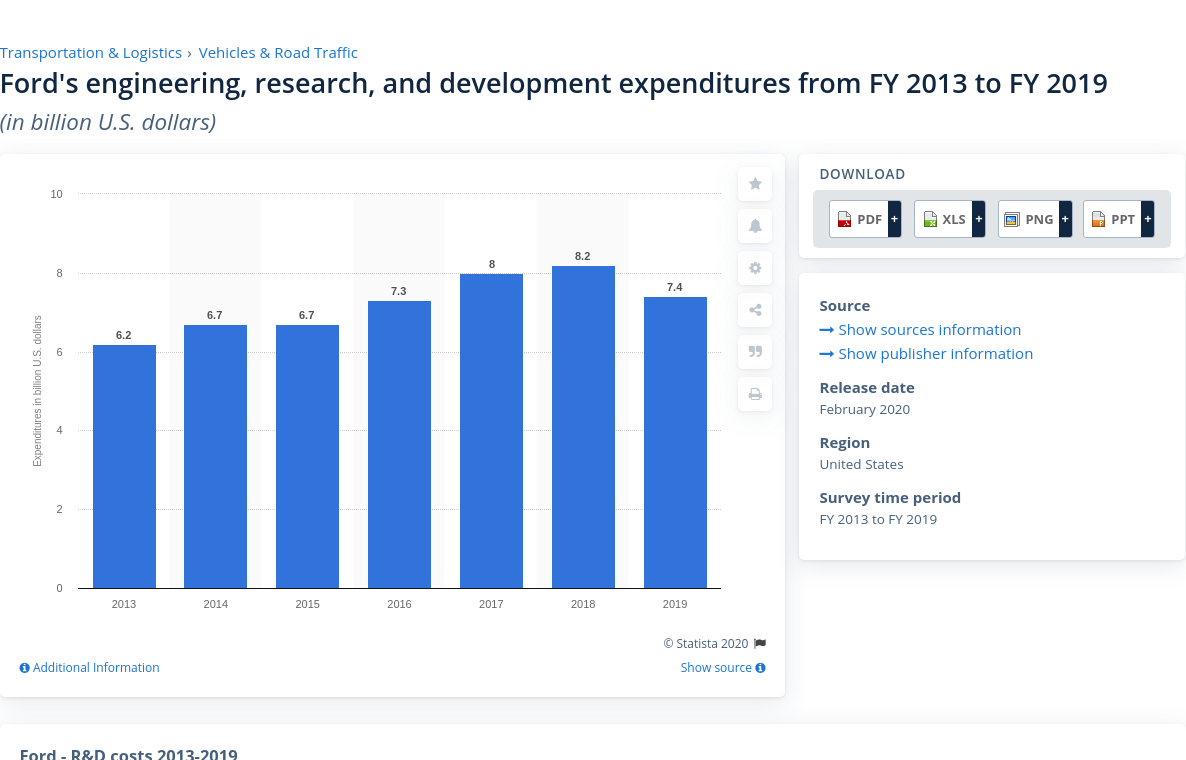 Transportation & Logistics › Vehicles & Road Traffic
Ford's engineering, research, and development expenditures from FY 2013 to FY 2019
(in billion U.S. dollars)
10
8
6
4
2
0
Expenditures in billion U.S. dollars
6.2
6.7
6.7
7.3
8
8.2
7.4
2013
2014
2015
2016
2017
2018
2019
© Statista 2020
Additional Information
Show source
DOWNLOAD
PDF + XLS + PNG + PPT +
Source
Show sources information
Show publisher information
Release date
February 2020
Region
United States
Survey time period
FY 2013 to FY 2019
Ford - R&D costs 2013-2019